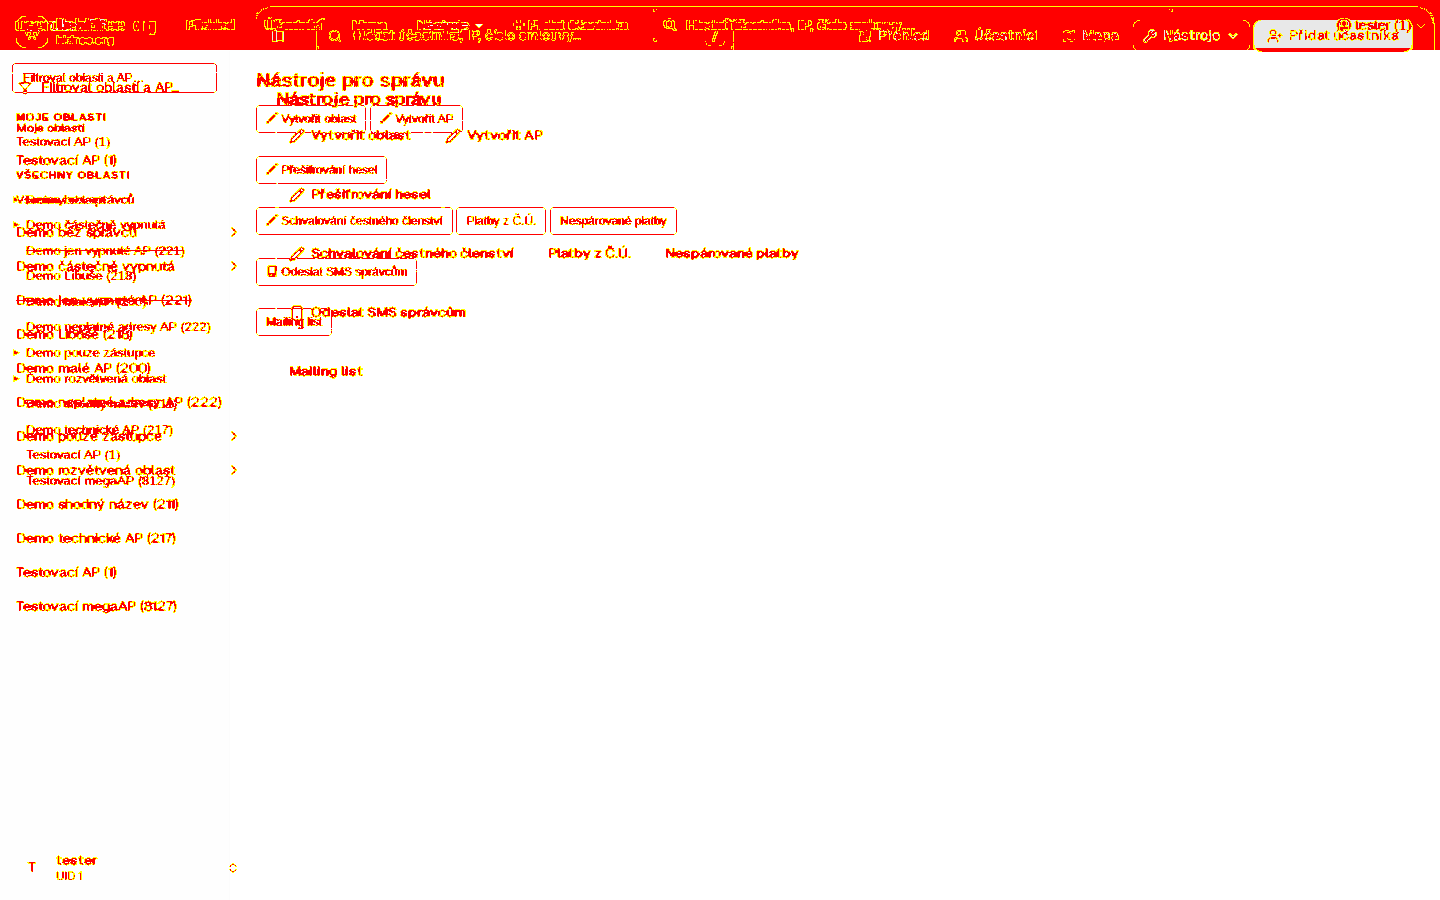 tester (1)
Přidat účastníka
Nástroje
Filtrovat oblasti a AP...
Filtrovat oblasti a AP...
MOJE OBLASTI
Moje oblasti
Testovací AP (1)
Testovací AP (1)
VŠECHNY OBLASTI
Demo částečně vypnutá
Demo bez správců
Demo jen vypnuté AP (221)
Demo částečně vypnutá
Demo Libuše (218)
Demo jen vypnuté AP (221)
Demo neplatné adresy AP (222)
Demo Libuše (218)
Demo pouze zástupce
Demo malé AP (200)
Demo rozvětvená oblast
Demo neplatné adresy AP (222)
Demo technické AP (217)
Demo pouze zástupce
Testovací AP (1)
Demo rozvětvená oblast
Testovací megaAP (8127)
Demo shodný název (211)
Demo technické AP (217)
Testovací AP (1)
Testovací megaAP (8127)
tester
UID 1
Nástroje pro správu
Nástroje pro správu
Vytvořit oblast Vytvořit AP
Vytvořit oblast Vytvořit AP
Přešifrování hesel
Přešifrování hesel
Schvalování čestného členství Platby z Č.Ú. Nespárované platby
Schvalování čestného členství Platby z Č.Ú. Nespárované platby
Odeslat SMS správcům
Odeslat SMS správcům
Mailing list
Mailing list